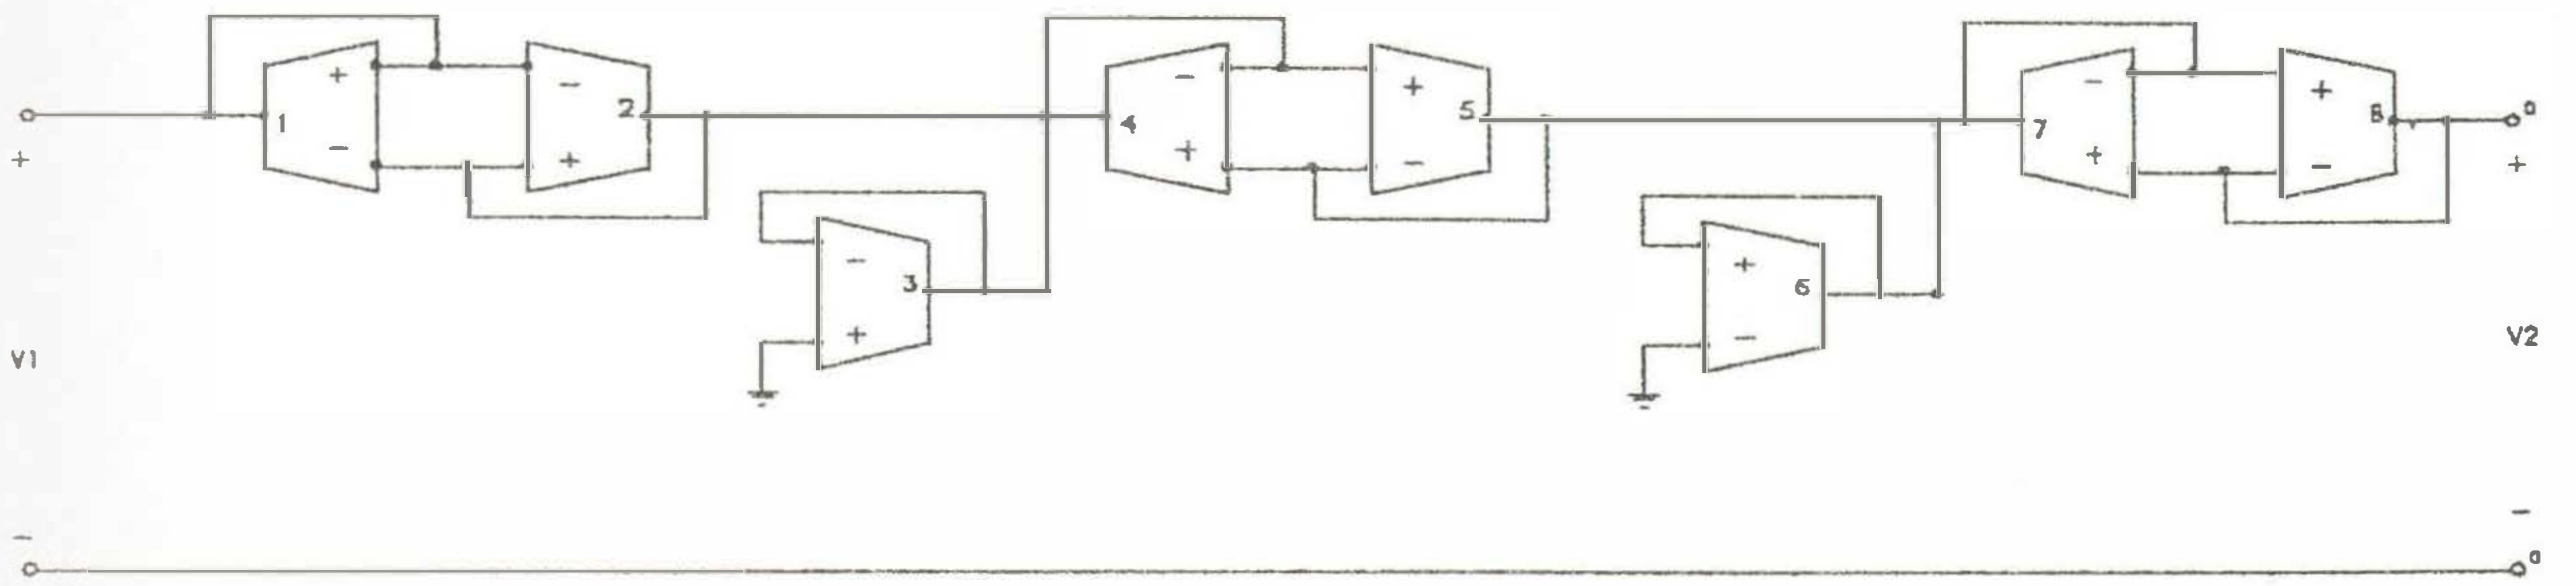 + - - +
1 2
- + + -
4 5
- + + -
7 8
+ -
+ +
- +
3
+ -
6
V1 V2
- -
a
a